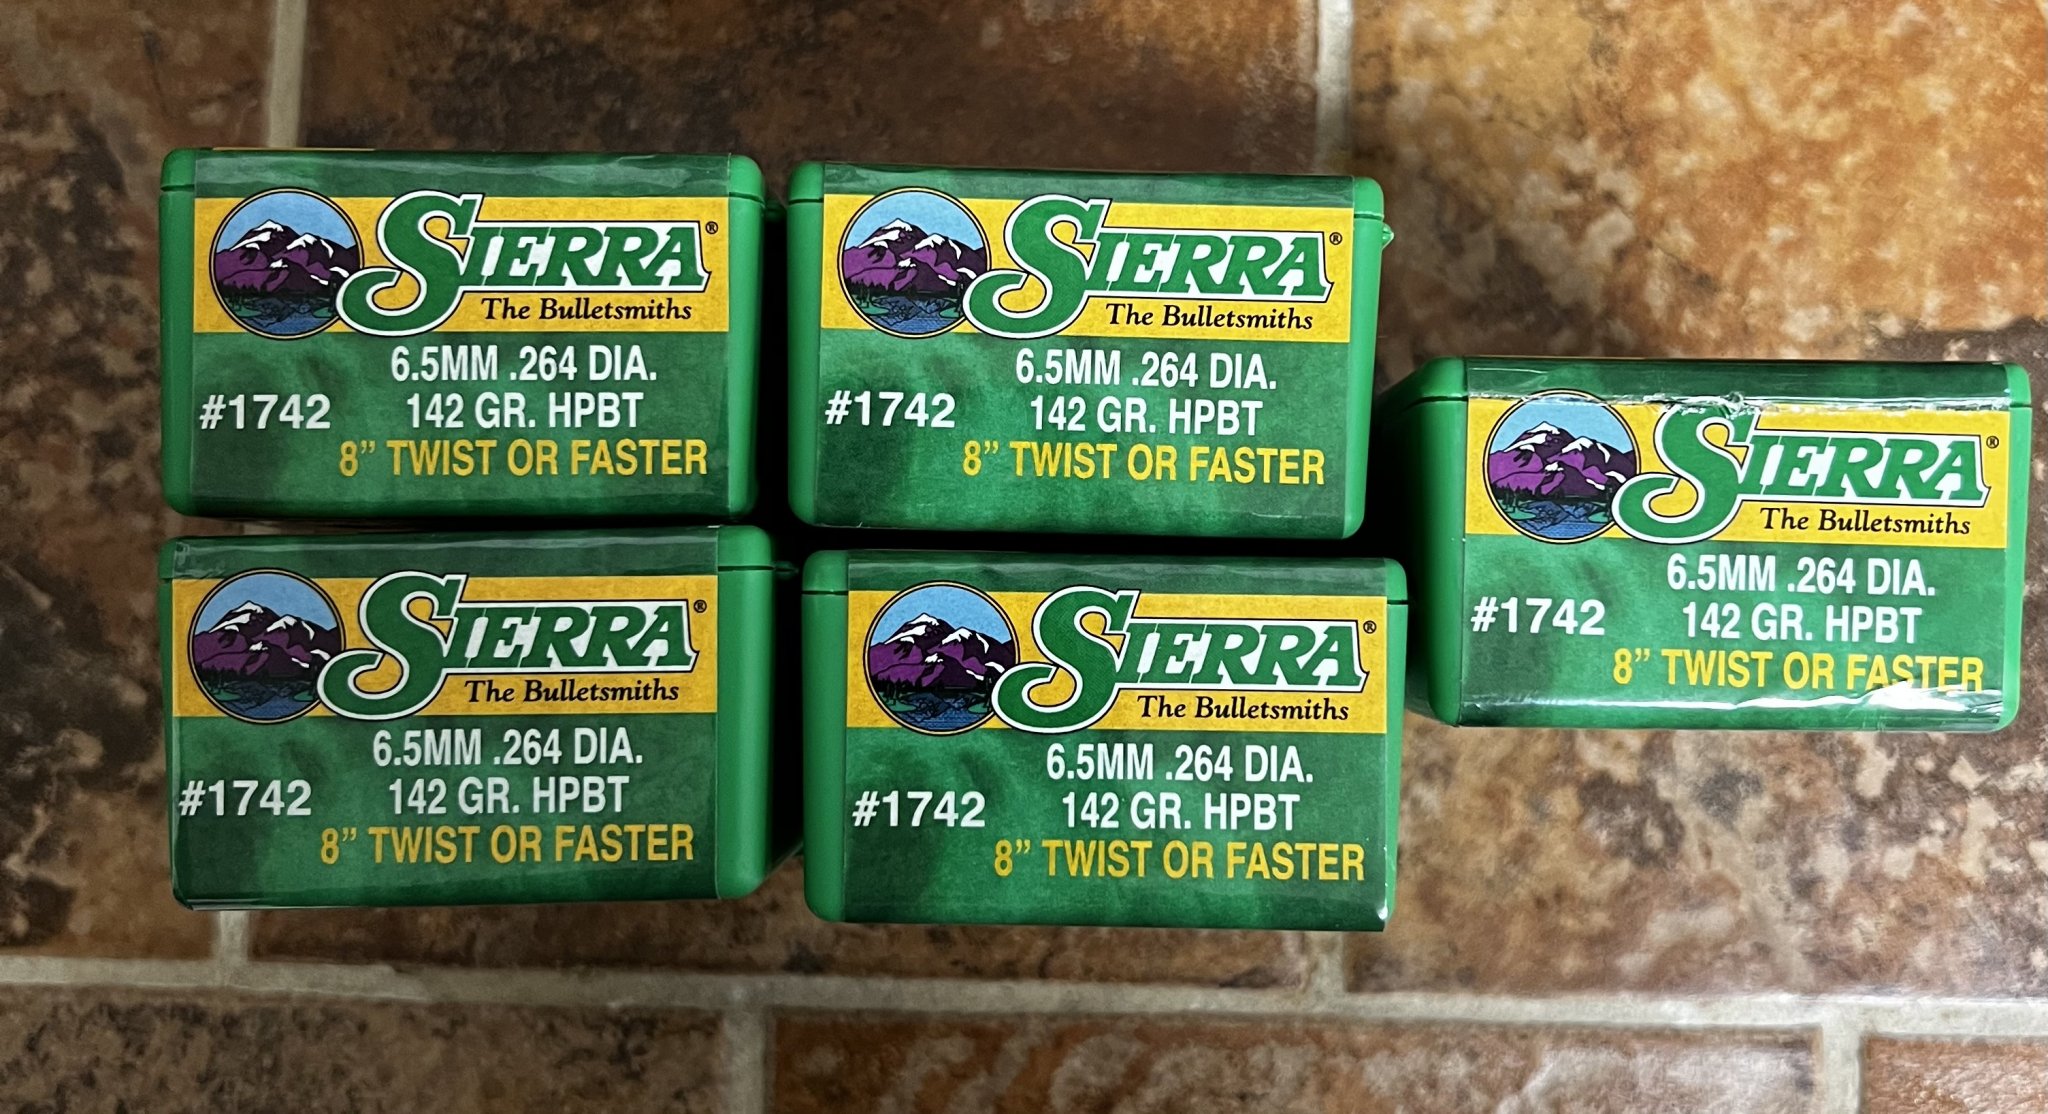 SIERRA®
The Bulletsmiths
6.5MM .264 DIA.
#1742 142 GR. HPBT
8” TWIST OR FASTER
SIERRA®
The Bulletsmiths
6.5MM .264 DIA.
#1742 142 GR. HPBT
8” TWIST OR FASTER
SIERRA®
The Bulletsmiths
6.5MM .264 DIA.
#1742 142 GR. HPBT
8” TWIST OR FASTER
SIERRA®
The Bulletsmiths
6.5MM .264 DIA.
#1742 142 GR. HPBT
8” TWIST OR FASTER
SIERRA®
The Bulletsmiths
6.5MM .264 DIA.
#1742 142 GR. HPBT
8” TWIST OR FASTER